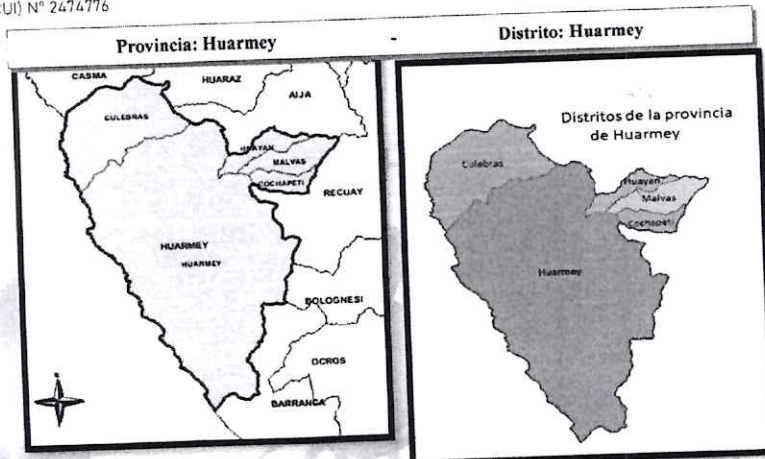 CUI) N° 2474776
Provincia: Huarmey - Distrito: Huarmey
CASMA
HUARAZ
AIJA
CULEBRAS
HUAYAN
MALVAS
COCHAPETI
RECUAY
HUARMEY
HUARMEY
BOLOGNESI
OCROS
BARRANCA
N
Distritos de la provincia
de Huarmey
Culebras
Huayan
Malvas
Cochapeti
Huarmey